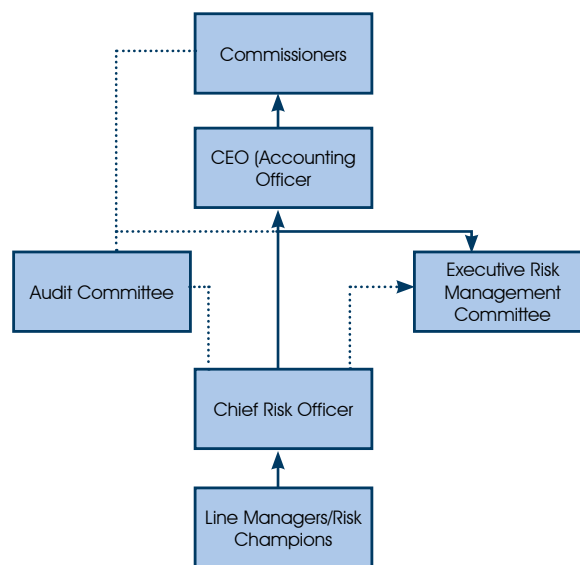 Commissioners
CEO (Accounting
Officer
Audit Committee
Executive Risk
Management
Committee
Chief Risk Officer
Line Managers/Risk
Champions